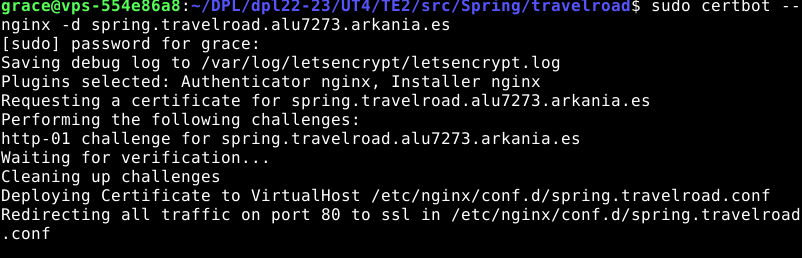 grace@vps-554e86a8:~/DPL/dpl22-23/UT4/TE2/src/Spring/travelroad$ sudo certbot --
nginx -d spring.travelroad.alu7273.arkania.es
[sudo] password for grace:
Saving debug log to /var/log/letsencrypt/letsencrypt.log
Plugins selected: Authenticator nginx, Installer nginx
Requesting a certificate for spring.travelroad.alu7273.arkania.es
Performing the following challenges:
http-01 challenge for spring.travelroad.alu7273.arkania.es
Waiting for verification...
Cleaning up challenges
Deploying Certificate to VirtualHost /etc/nginx/conf.d/spring.travelroad.conf
Redirecting all traffic on port 80 to ssl in /etc/nginx/conf.d/spring.travelroad
.conf